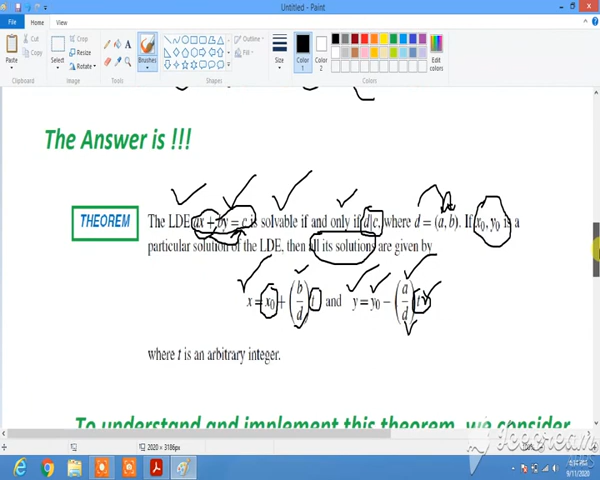 Untitled - Paint
File Home View
Paste Cut Copy Select Crop Resize Rotate Brushes Outline Fill Size Color 1 Color 2 Edit colors
Clipboard Image Tools Shapes Colors
The Answer is !!!
THEOREM The LDE ax + by = c is solvable if and only if d|c, where d = (a, b). If x₀, y₀ is a
particular solution of the LDE, then all its solutions are given by
x = x₀ + (b/d) t and y = y₀ − (a/d) t
where t is an arbitrary integer.
To understand and implement this theorem, we consider
2020 × 3186px
9/11/2020